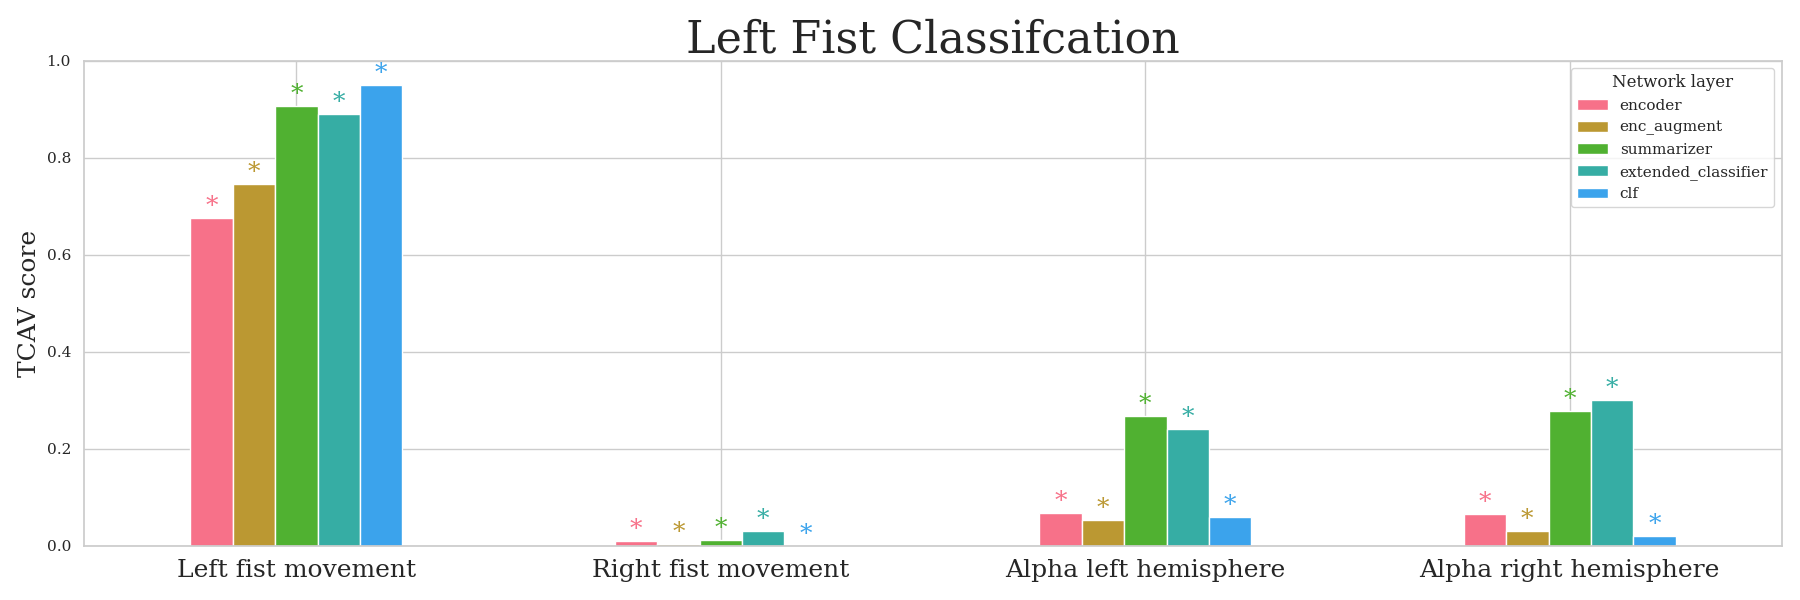 Left Fist Classifcation
TCAV score
1.0
0.8
0.6
0.4
0.2
0.0
* * * * *
* * * * *
* * * * *
* * * * *
Left fist movement
Right fist movement
Alpha left hemisphere
Alpha right hemisphere
Network layer
encoder
enc_augment
summarizer
extended_classifier
clf